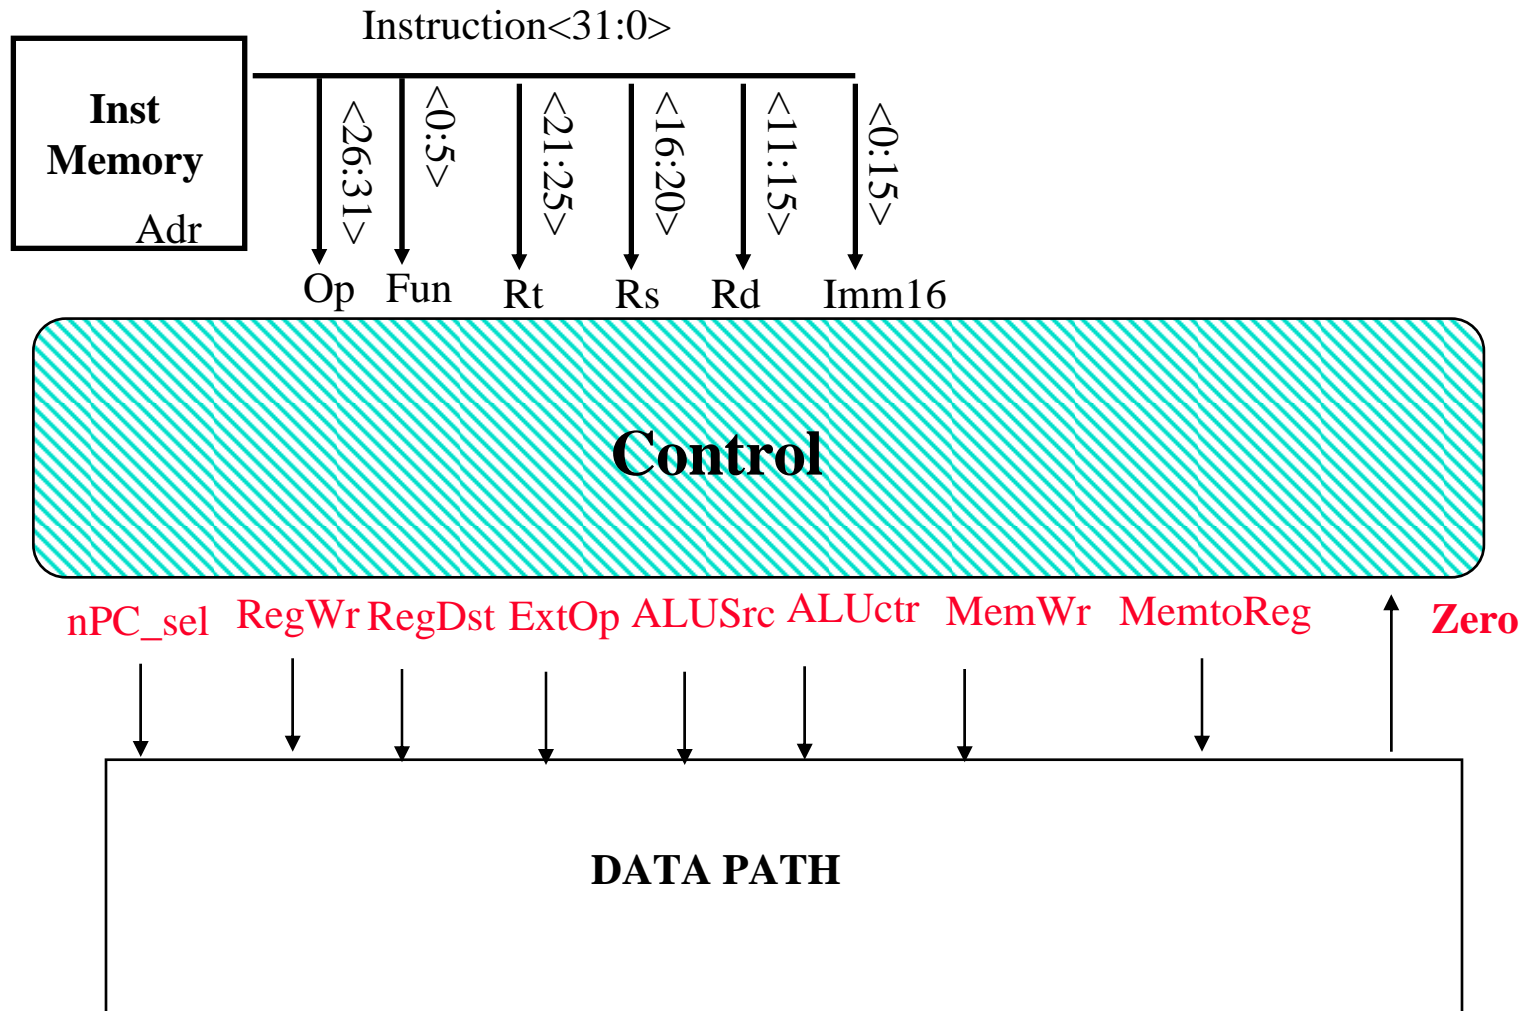 Instruction<31:0>
Inst
Memory
Adr
<26:31>
<0:5>
<21:25>
<16:20>
<11:15>
<0:15>
Op
Fun
Rt
Rs
Rd
Imm16
Control
nPC_sel
RegWr
RegDst
ExtOp
ALUSrc
ALUctr
MemWr
MemtoReg
Zero
DATA PATH